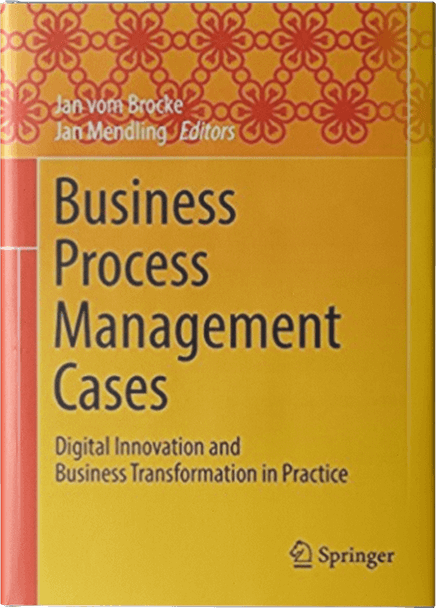 Jan vom Brocke
Jan Mendling Editors
Business
Process
Management
Cases
Digital Innovation and
Business Transformation in Practice
Springer